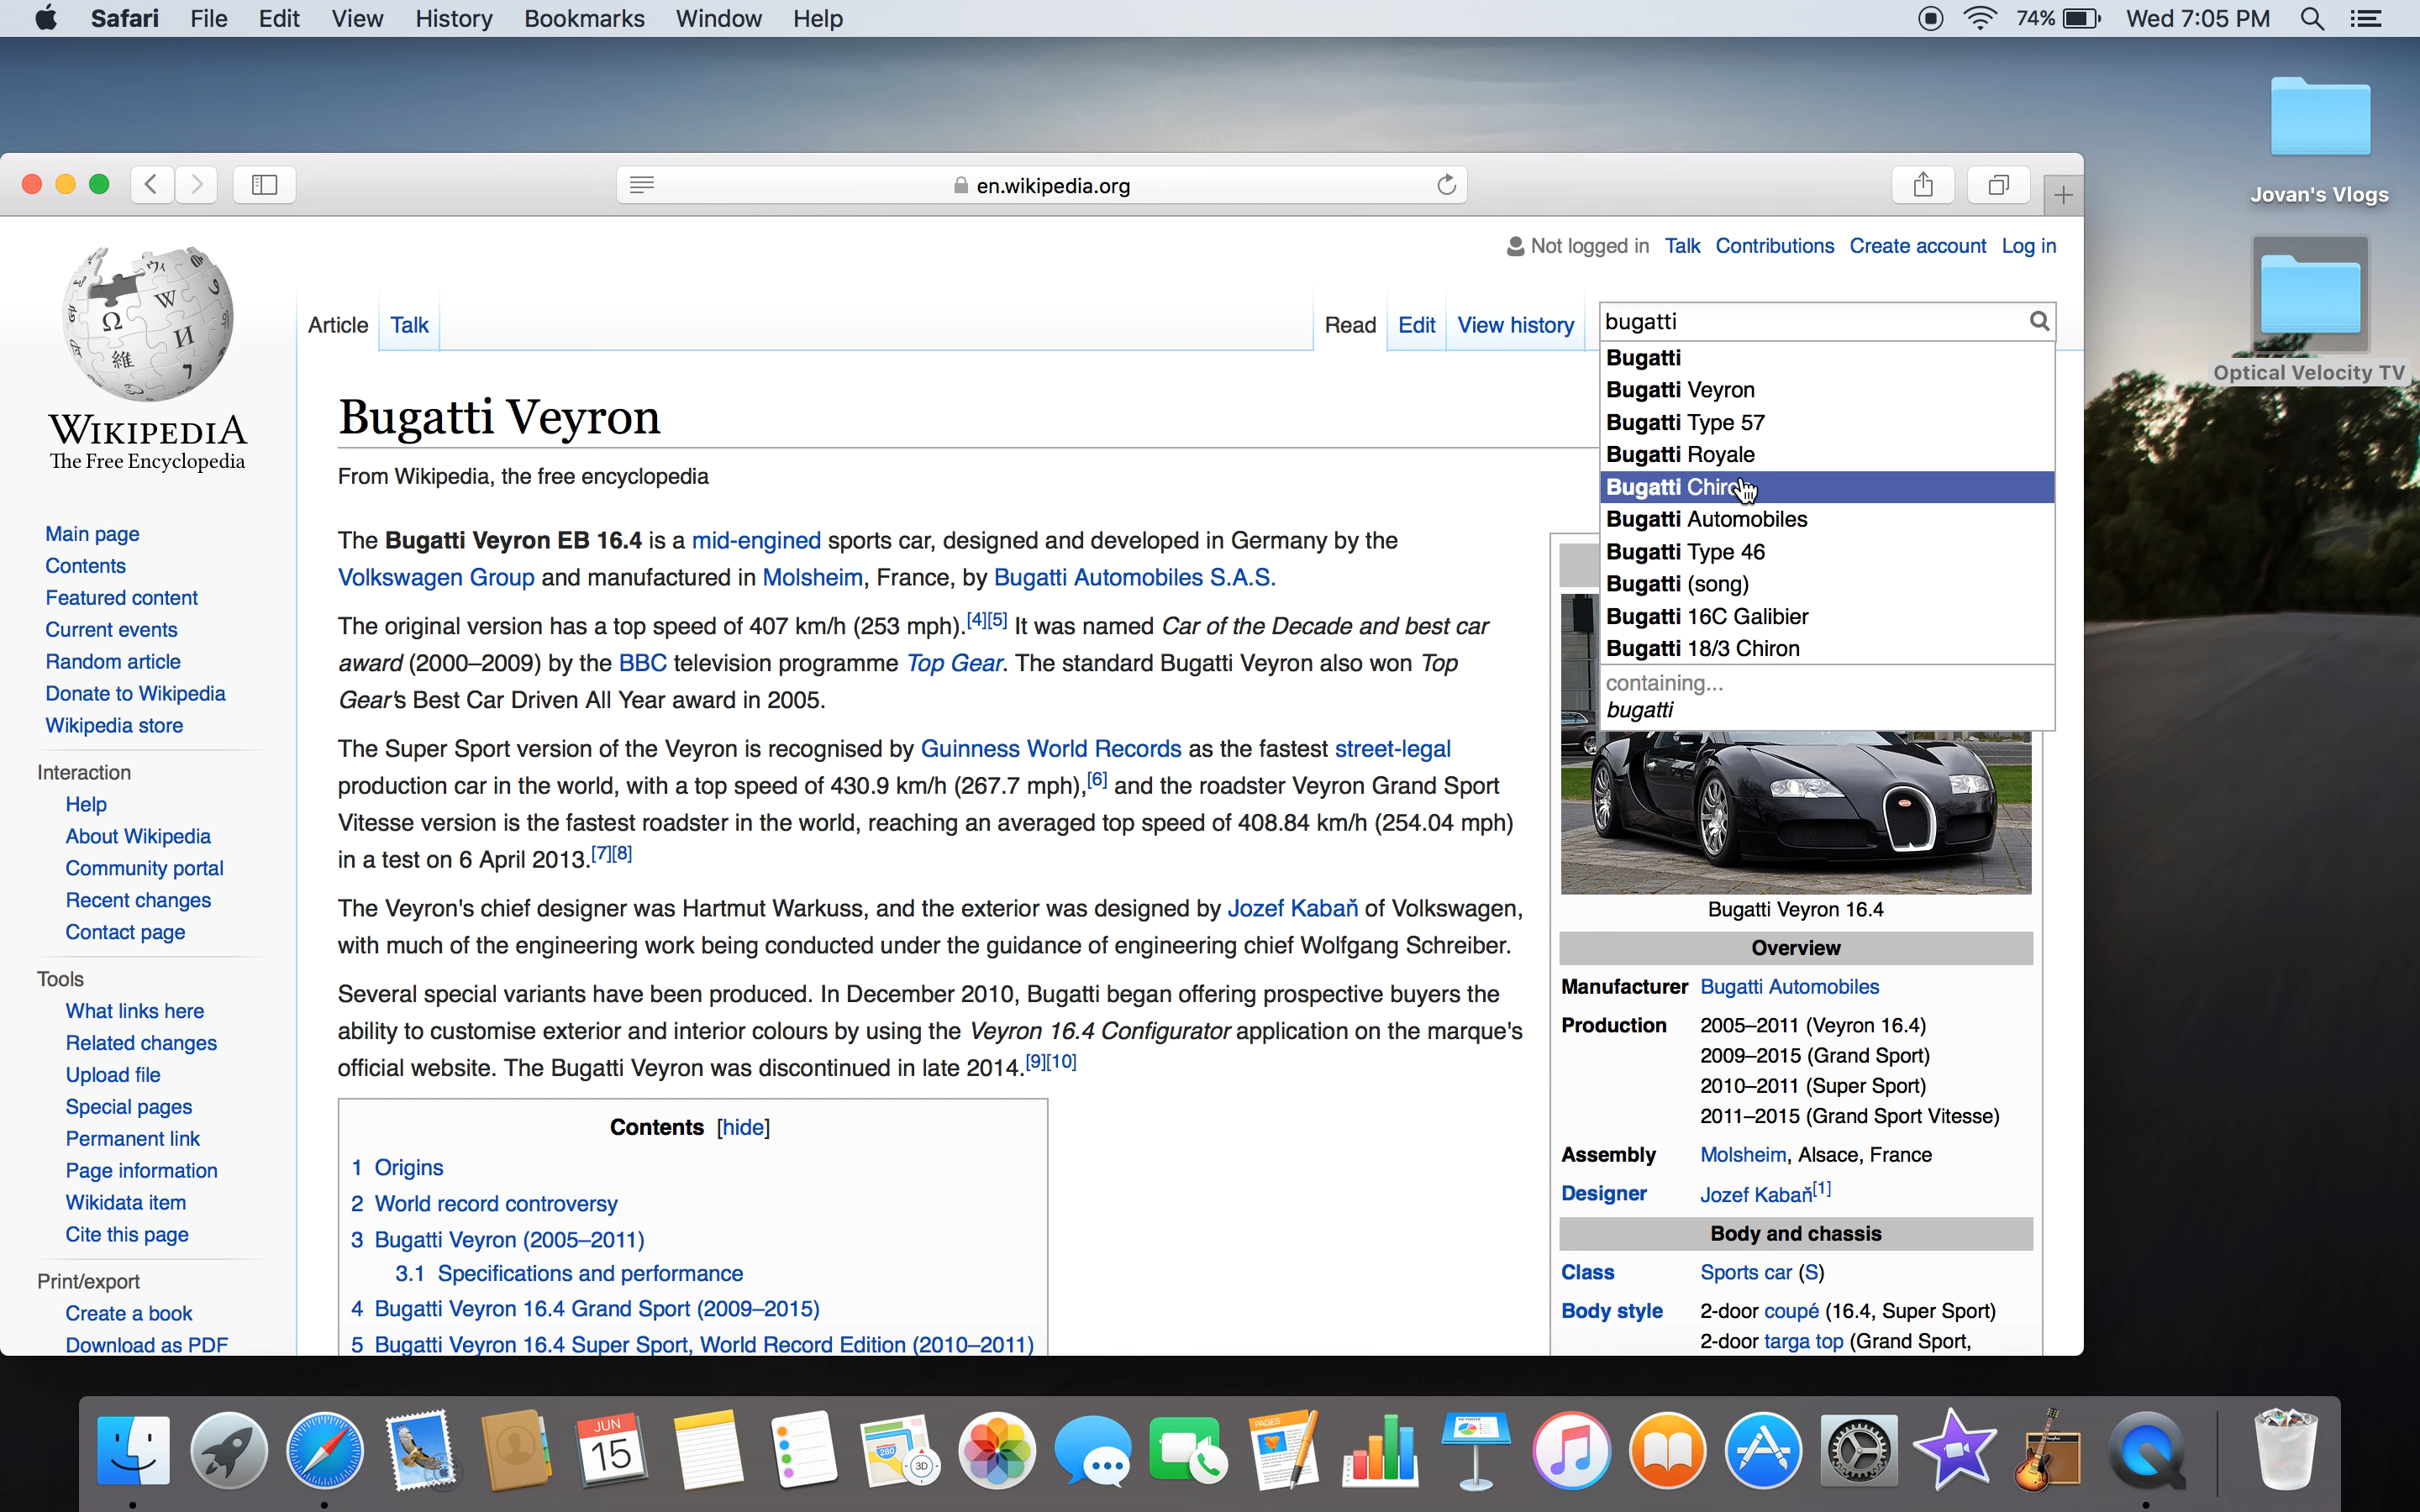 Safari File Edit View History Bookmarks Window Help 74% Wed 7:05 PM
Jovan's Vlogs
Optical Velocity TV
en.wikipedia.org
Not logged in Talk Contributions Create account Log in
Article Talk Read Edit View history bugatti
Bugatti
Bugatti Veyron
Bugatti Type 57
Bugatti Royale
Bugatti Chiro
Bugatti Automobiles
Bugatti Type 46
Bugatti (song)
Bugatti 16C Galibier
Bugatti 18/3 Chiron
containing...
bugatti
WIKIPEDIA
The Free Encyclopedia
Main page
Contents
Featured content
Current events
Random article
Donate to Wikipedia
Wikipedia store
Interaction
Help
About Wikipedia
Community portal
Recent changes
Contact page
Tools
What links here
Related changes
Upload file
Special pages
Permanent link
Page information
Wikidata item
Cite this page
Print/export
Create a book
Download as PDF
Bugatti Veyron
From Wikipedia, the free encyclopedia
The Bugatti Veyron EB 16.4 is a mid-engined sports car, designed and developed in Germany by the
Volkswagen Group and manufactured in Molsheim, France, by Bugatti Automobiles S.A.S.
The original version has a top speed of 407 km/h (253 mph).[4][5] It was named Car of the Decade and best car
award (2000–2009) by the BBC television programme Top Gear. The standard Bugatti Veyron also won Top
Gear's Best Car Driven All Year award in 2005.
The Super Sport version of the Veyron is recognised by Guinness World Records as the fastest street-legal
production car in the world, with a top speed of 430.9 km/h (267.7 mph),[6] and the roadster Veyron Grand Sport
Vitesse version is the fastest roadster in the world, reaching an averaged top speed of 408.84 km/h (254.04 mph)
in a test on 6 April 2013.[7][8]
The Veyron's chief designer was Hartmut Warkuss, and the exterior was designed by Jozef Kabaň of Volkswagen,
with much of the engineering work being conducted under the guidance of engineering chief Wolfgang Schreiber.
Several special variants have been produced. In December 2010, Bugatti began offering prospective buyers the
ability to customise exterior and interior colours by using the Veyron 16.4 Configurator application on the marque's
official website. The Bugatti Veyron was discontinued in late 2014.[9][10]
Contents [hide]
1 Origins
2 World record controversy
3 Bugatti Veyron (2005–2011)
3.1 Specifications and performance
4 Bugatti Veyron 16.4 Grand Sport (2009–2015)
5 Bugatti Veyron 16.4 Super Sport, World Record Edition (2010–2011)
Bugatti Veyron 16.4
Overview
Manufacturer Bugatti Automobiles
Production 2005–2011 (Veyron 16.4)
2009–2015 (Grand Sport)
2010–2011 (Super Sport)
2011–2015 (Grand Sport Vitesse)
Assembly Molsheim, Alsace, France
Designer Jozef Kabaň[1]
Body and chassis
Class Sports car (S)
Body style 2-door coupé (16.4, Super Sport)
2-door targa top (Grand Sport,
JUN
15
280
3D
PAGES